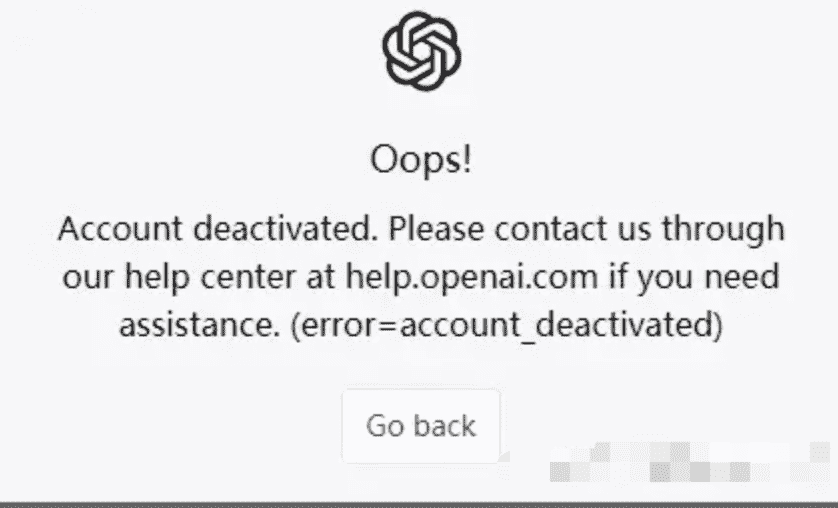 Oops!
Account deactivated. Please contact us through
our help center at help.openai.com if you need
assistance. (error=account_deactivated)
Go back